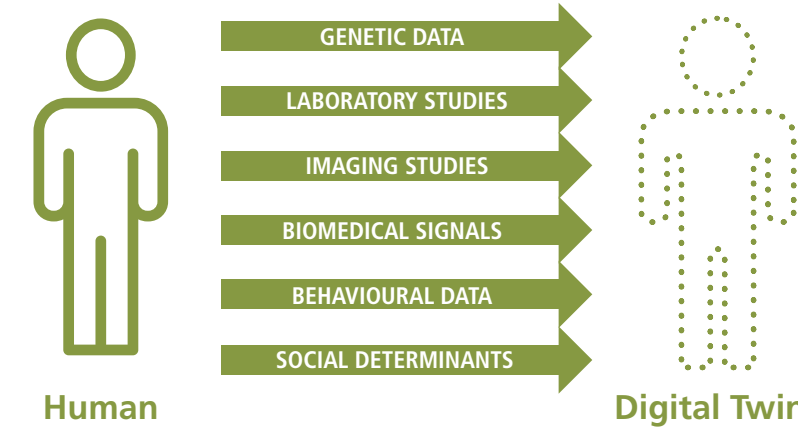 GENETIC DATA
LABORATORY STUDIES
IMAGING STUDIES
BIOMEDICAL SIGNALS
BEHAVIOURAL DATA
SOCIAL DETERMINANTS
Human
Digital Twin